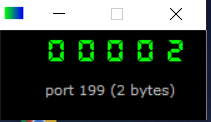 00002
port 199 (2 bytes)